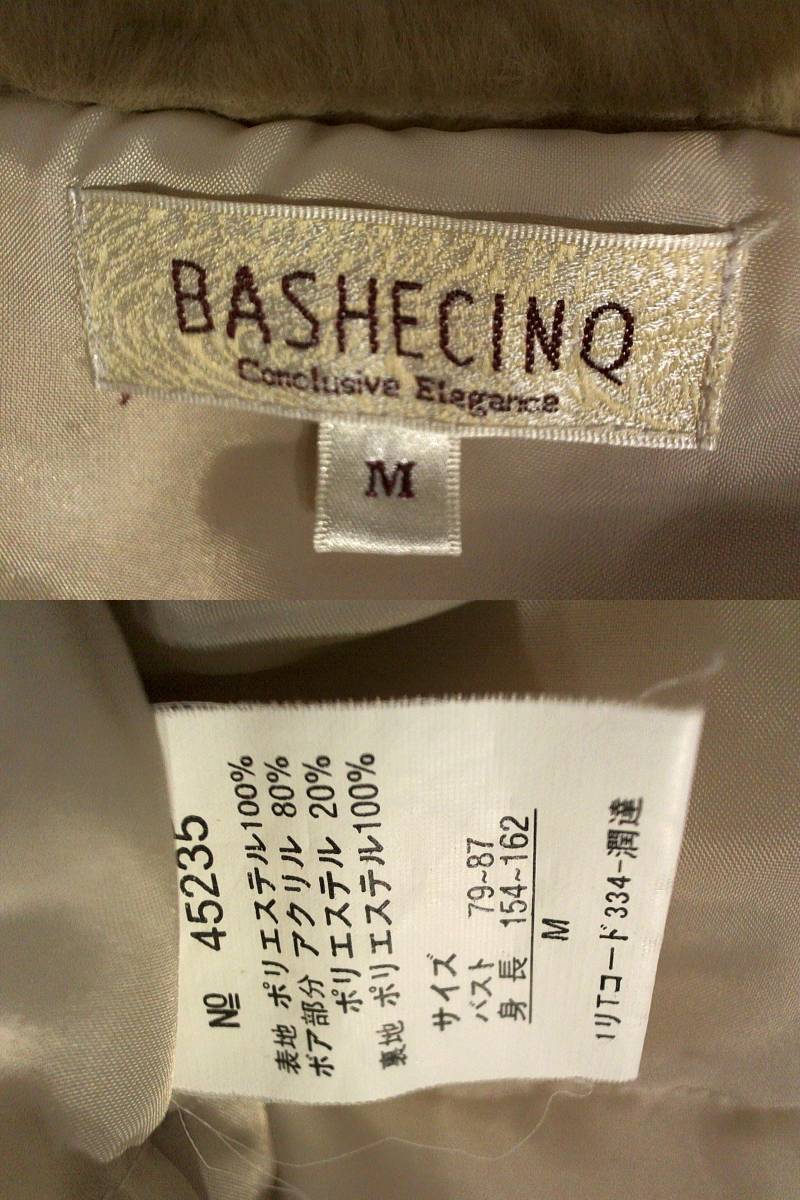 BASHECINQ
Conclusive Elegance
M
№ 45235
表地 ポリエステル100%
ボア部分 アクリル 80%
ポリエステル 20%
裏地 ポリエステル100%
サイズ
バスト 79~87
身長 154~162
M
1リTコード334-潤達